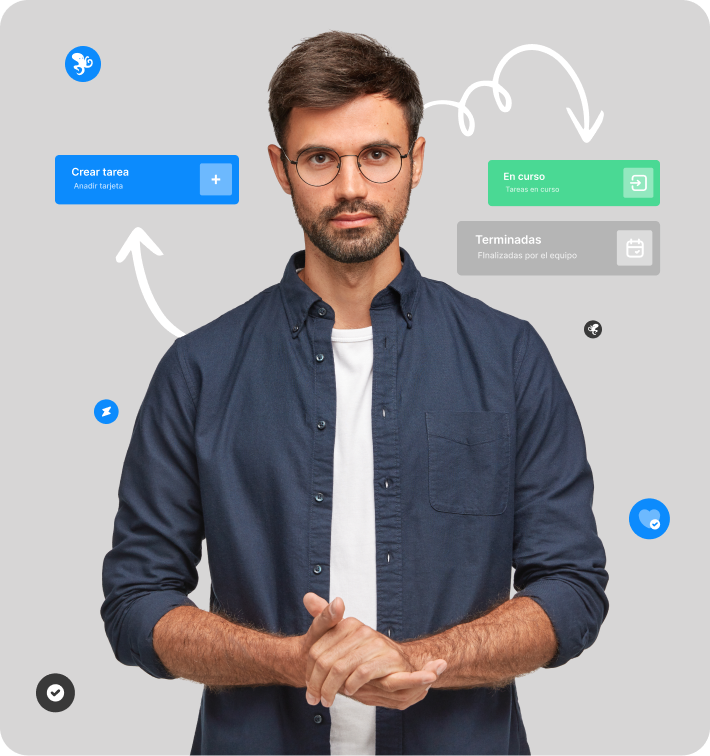 Crear tarea
Anadir tarjeta
En curso
Tareas en curso
Terminadas
Finalizadas por el equipo